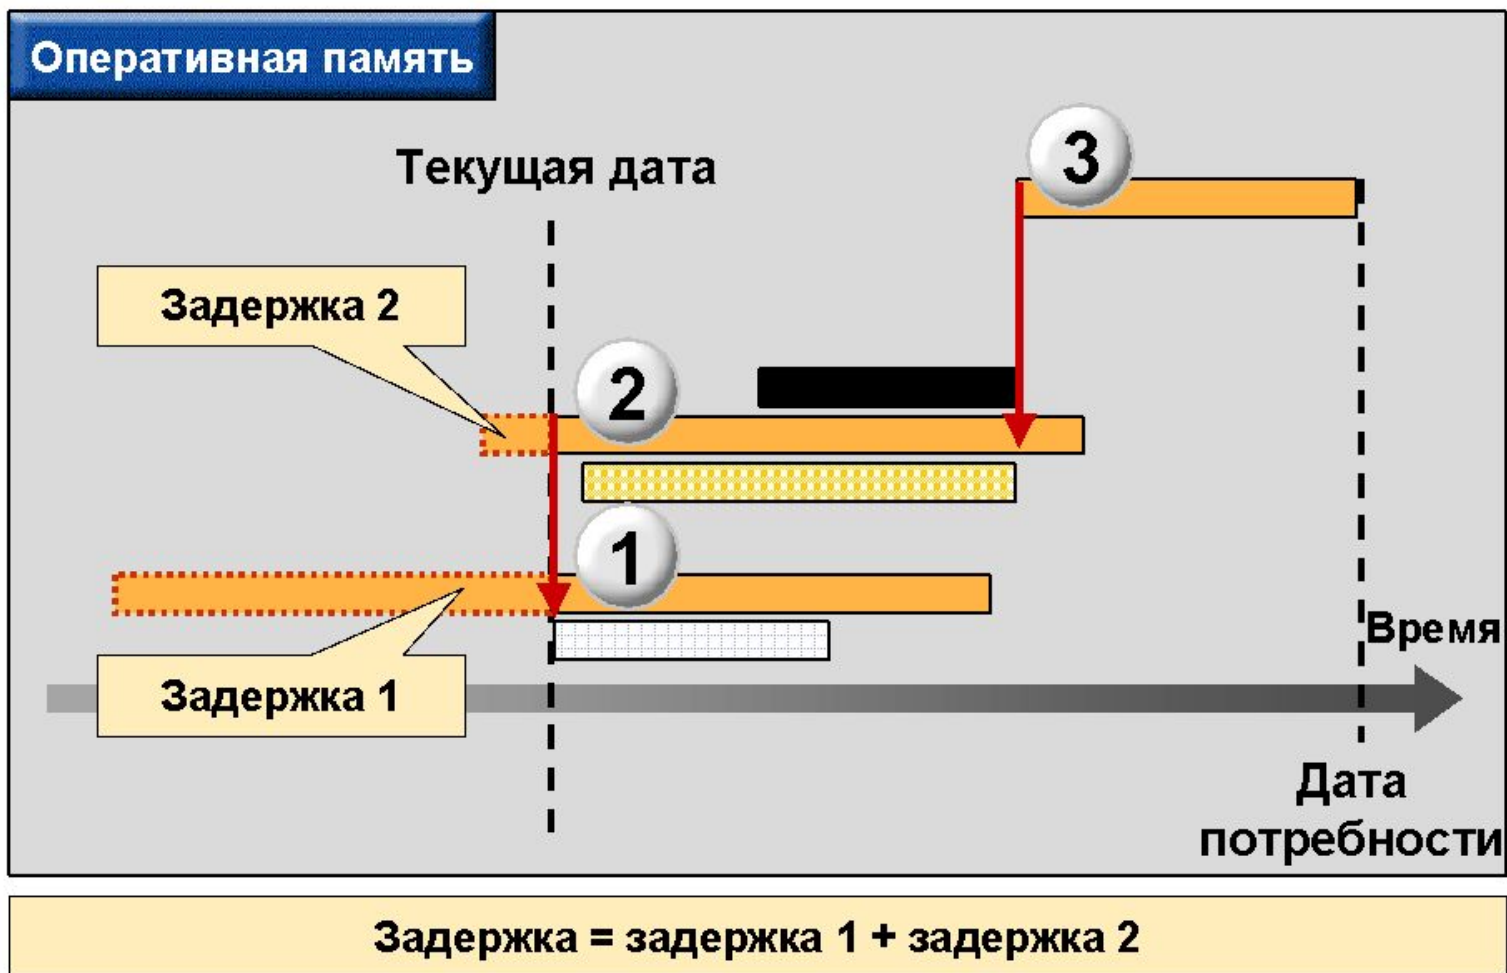 Оперативная память
Текущая дата
3
Задержка 2
2
1
Время
Задержка 1
Дата
потребности
Задержка = задержка 1 + задержка 2